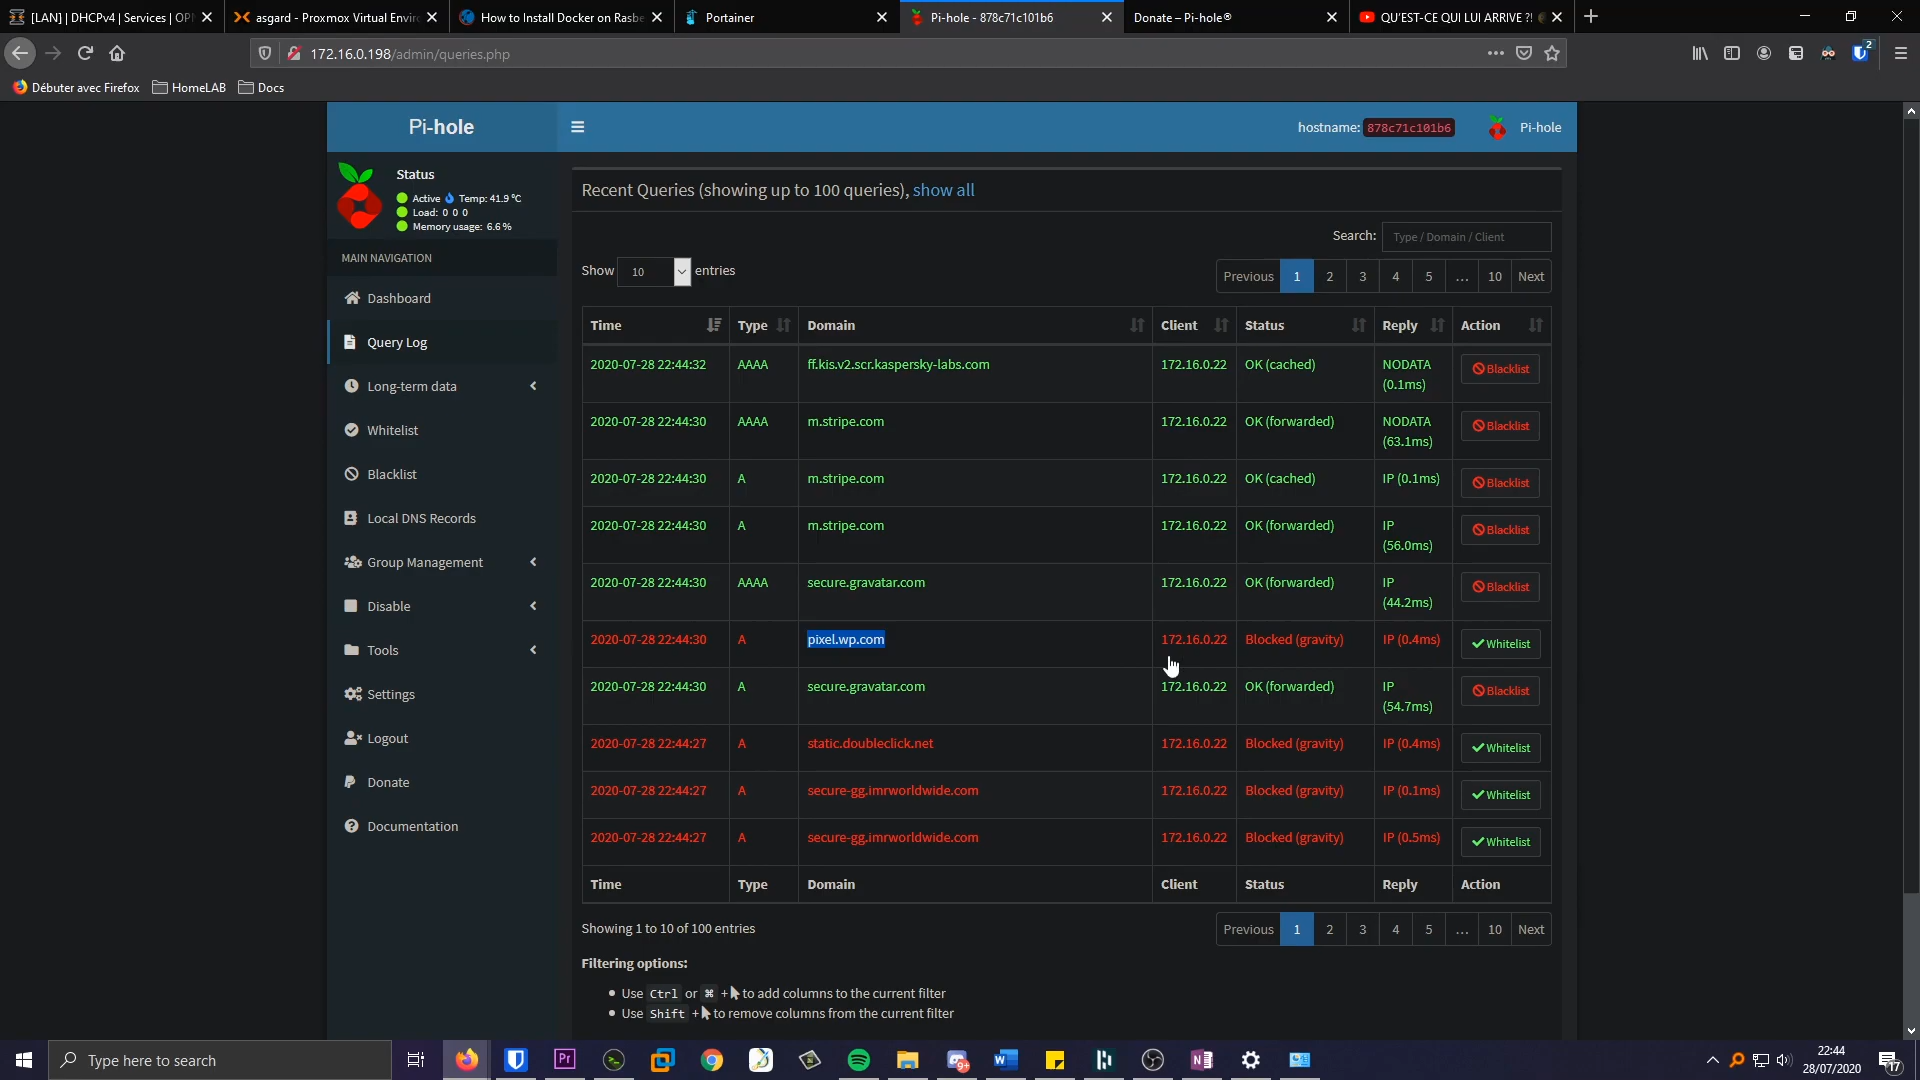 [LAN] | DHCPv4 | Services | OP
asgard - Proxmox Virtual Enviro
How to Install Docker on Rasbe
Portainer
Pi-hole - 878c71c101b6
Donate – Pi-hole®
QU'EST-CE QUI LUI ARRIVE ?!
172.16.0.198/admin/queries.php
2
Débuter avec Firefox
HomeLAB
Docs
Pi-hole
hostname: 878c71c101b6
Pi-hole
Status
Active Temp: 41.9 °C
Load: 0 0 0
Memory usage: 6.6 %
MAIN NAVIGATION
Dashboard
Query Log
Long-term data
Whitelist
Blacklist
Local DNS Records
Group Management
Disable
Tools
Settings
Logout
Donate
Documentation
Recent Queries (showing up to 100 queries), show all
Search: Type / Domain / Client
Show 10 entries
Previous 1 2 3 4 5 … 10 Next
Time Type Domain Client Status Reply Action
2020-07-28 22:44:32 AAAA ff.kis.v2.scr.kaspersky-labs.com 172.16.0.22 OK (cached) NODATA Blacklist
(0.1ms)
2020-07-28 22:44:30 AAAA m.stripe.com 172.16.0.22 OK (forwarded) NODATA Blacklist
(63.1ms)
2020-07-28 22:44:30 A m.stripe.com 172.16.0.22 OK (cached) IP (0.1ms) Blacklist
2020-07-28 22:44:30 A m.stripe.com 172.16.0.22 OK (forwarded) IP Blacklist
(56.0ms)
2020-07-28 22:44:30 AAAA secure.gravatar.com 172.16.0.22 OK (forwarded) IP Blacklist
(44.2ms)
2020-07-28 22:44:30 A pixel.wp.com 172.16.0.22 Blocked (gravity) IP (0.4ms) Whitelist
2020-07-28 22:44:30 A secure.gravatar.com 172.16.0.22 OK (forwarded) IP Blacklist
(54.7ms)
2020-07-28 22:44:27 A static.doubleclick.net 172.16.0.22 Blocked (gravity) IP (0.4ms) Whitelist
2020-07-28 22:44:27 A secure-gg.imrworldwide.com 172.16.0.22 Blocked (gravity) IP (0.1ms) Whitelist
2020-07-28 22:44:27 A secure-gg.imrworldwide.com 172.16.0.22 Blocked (gravity) IP (0.5ms) Whitelist
Time Type Domain Client Status Reply Action
Showing 1 to 10 of 100 entries
Previous 1 2 3 4 5 … 10 Next
Filtering options:
Use Ctrl or ⌘ + to add columns to the current filter
Use Shift + to remove columns from the current filter
Type here to search
Pr
9+
W
N
22:44
28/07/2020
17